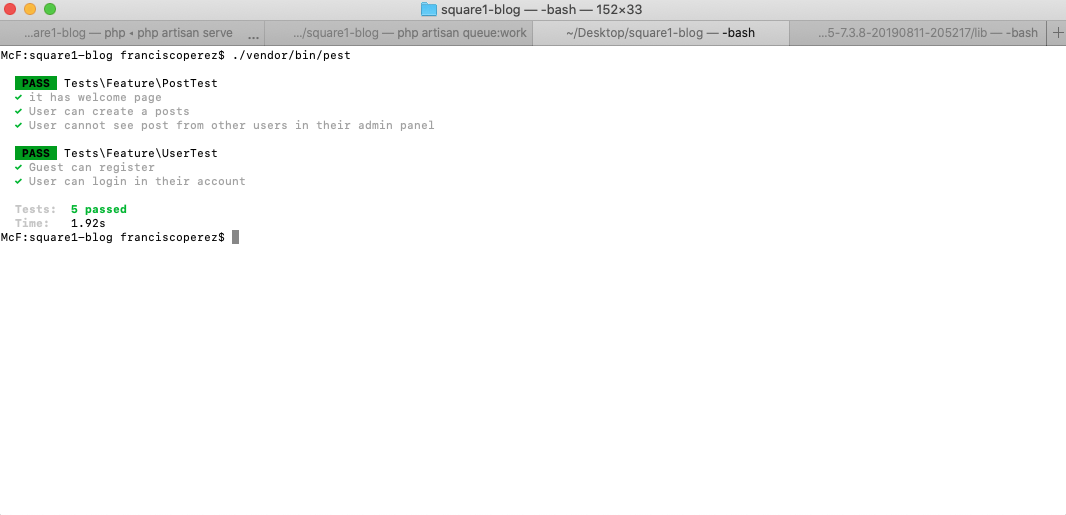 square1-blog — -bash — 152×33
...are1-blog — php • php artisan serve ...
.../square1-blog — php artisan queue:work
~/Desktop/square1-blog — -bash
...5-7.3.8-20190811-205217/lib — -bash
McF:square1-blog franciscoperez$ ./vendor/bin/pest
PASS Tests\Feature\PostTest
✓ it has welcome page
✓ User can create a posts
✓ User cannot see post from other users in their admin panel
PASS Tests\Feature\UserTest
✓ Guest can register
✓ User can login in their account
Tests: 5 passed
Time: 1.92s
McF:square1-blog franciscoperez$